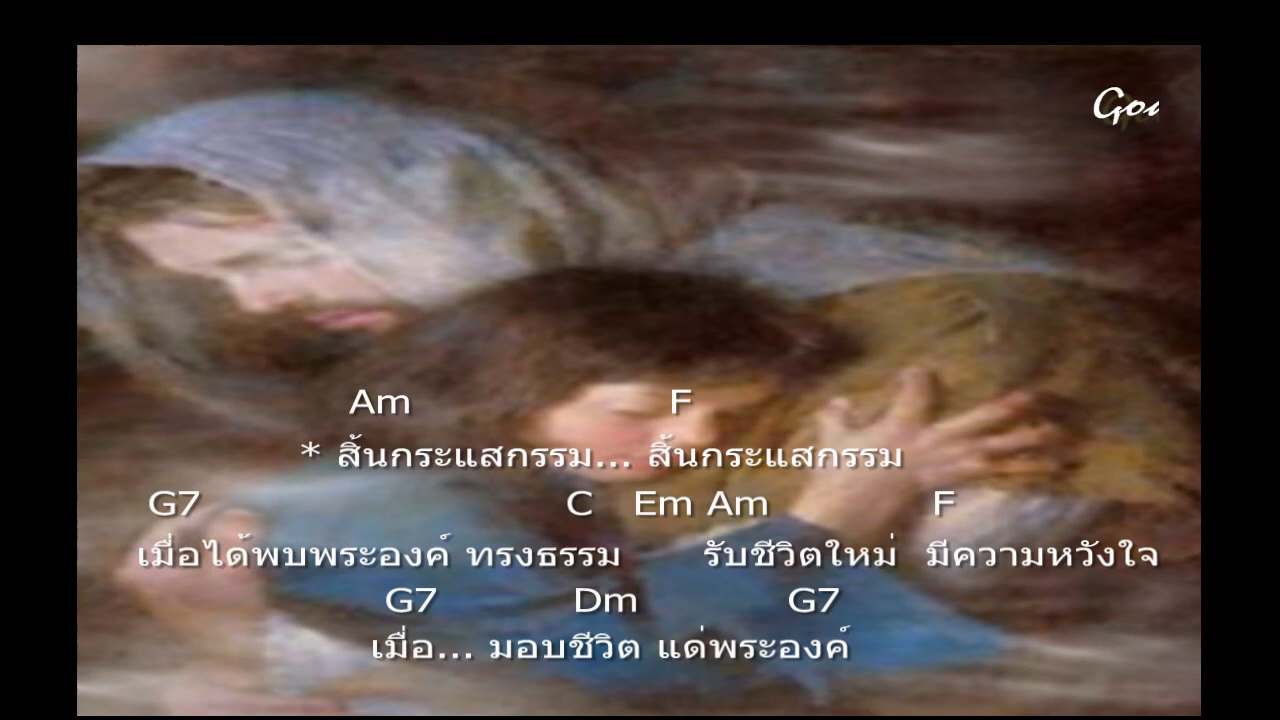 Am F
* สิ้นกระแสกรรม... สิ้นกระแสกรรม
G7 C Em Am F
เมื่อได้พบพระองค์ ทรงธรรม รับชีวิตใหม่ มีความหวังใจ
G7 Dm G7
เมื่อ... มอบชีวิต แด่พระองค์